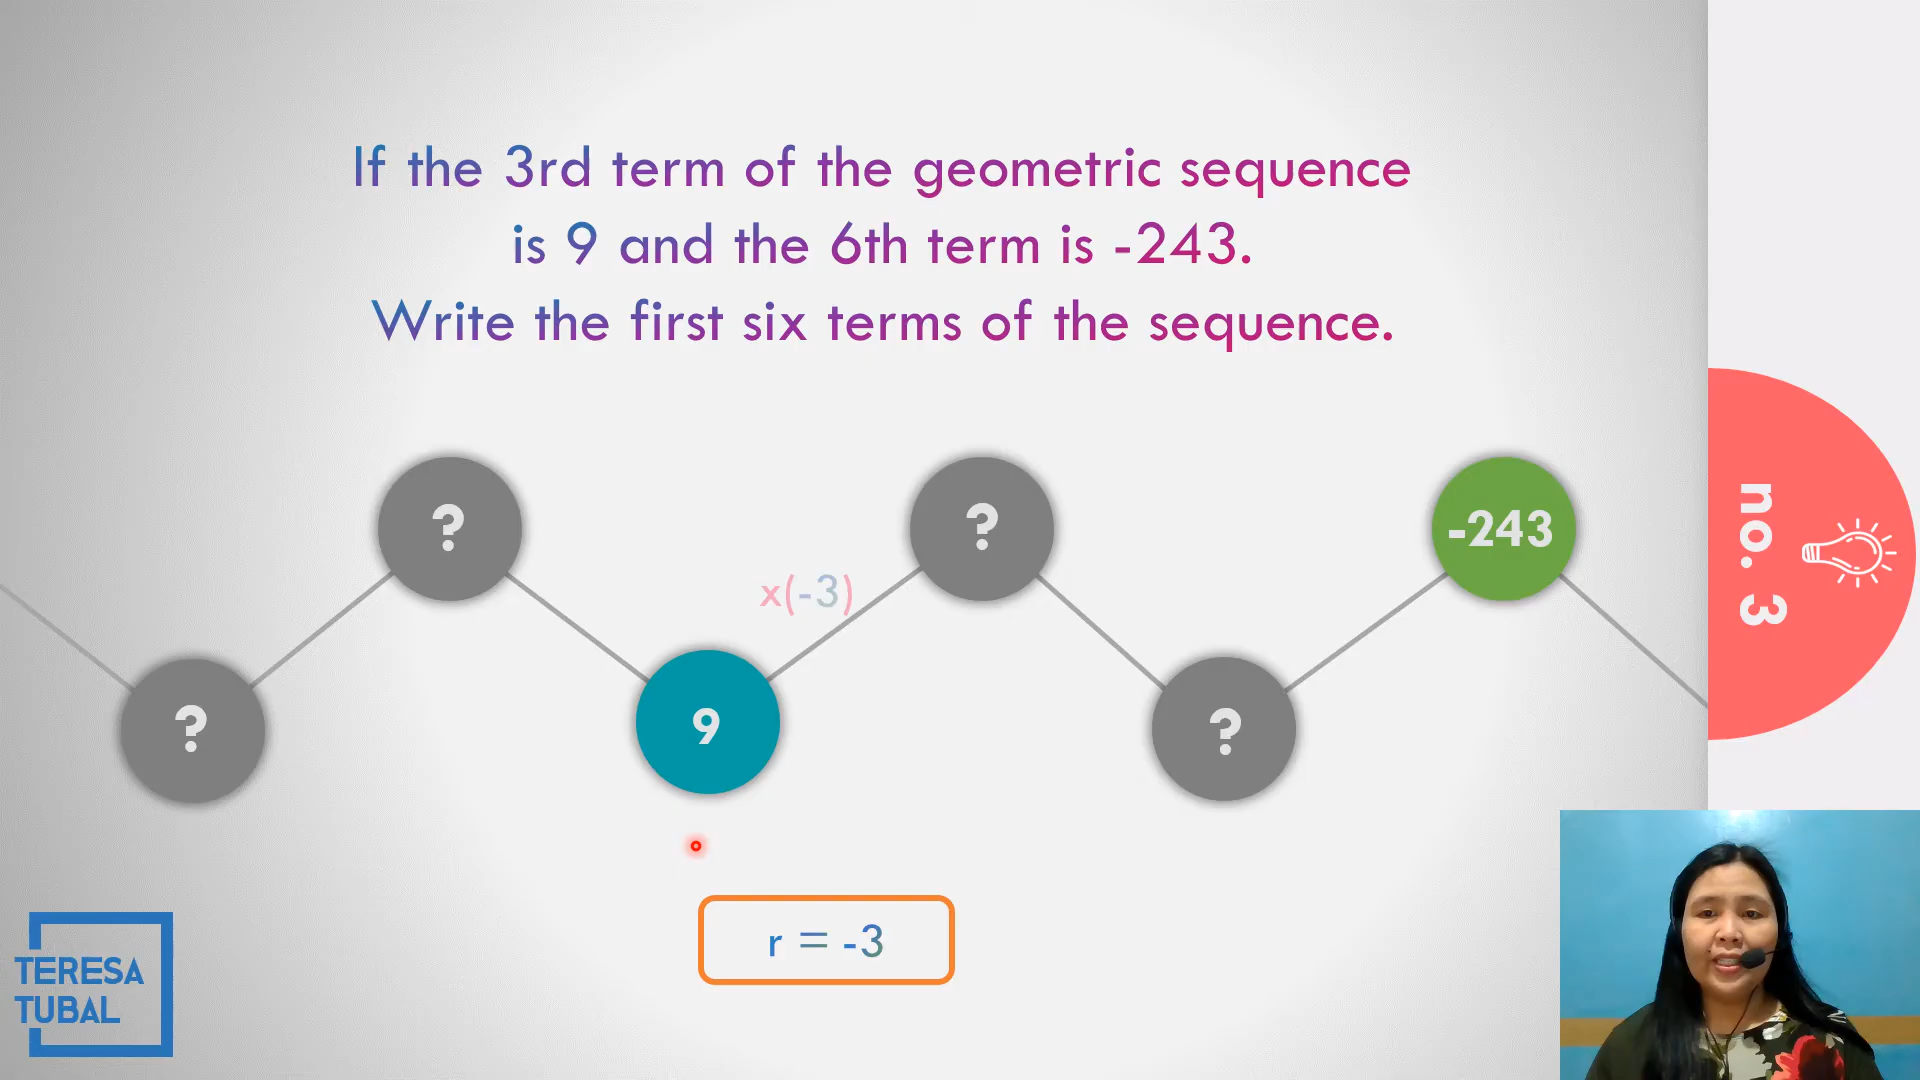 If the 3rd term of the geometric sequence
is 9 and the 6th term is -243.
Write the first six terms of the sequence.
?
?
-243
x(-3)
?
9
?
no. 3
r = -3
TERESA
TUBAL